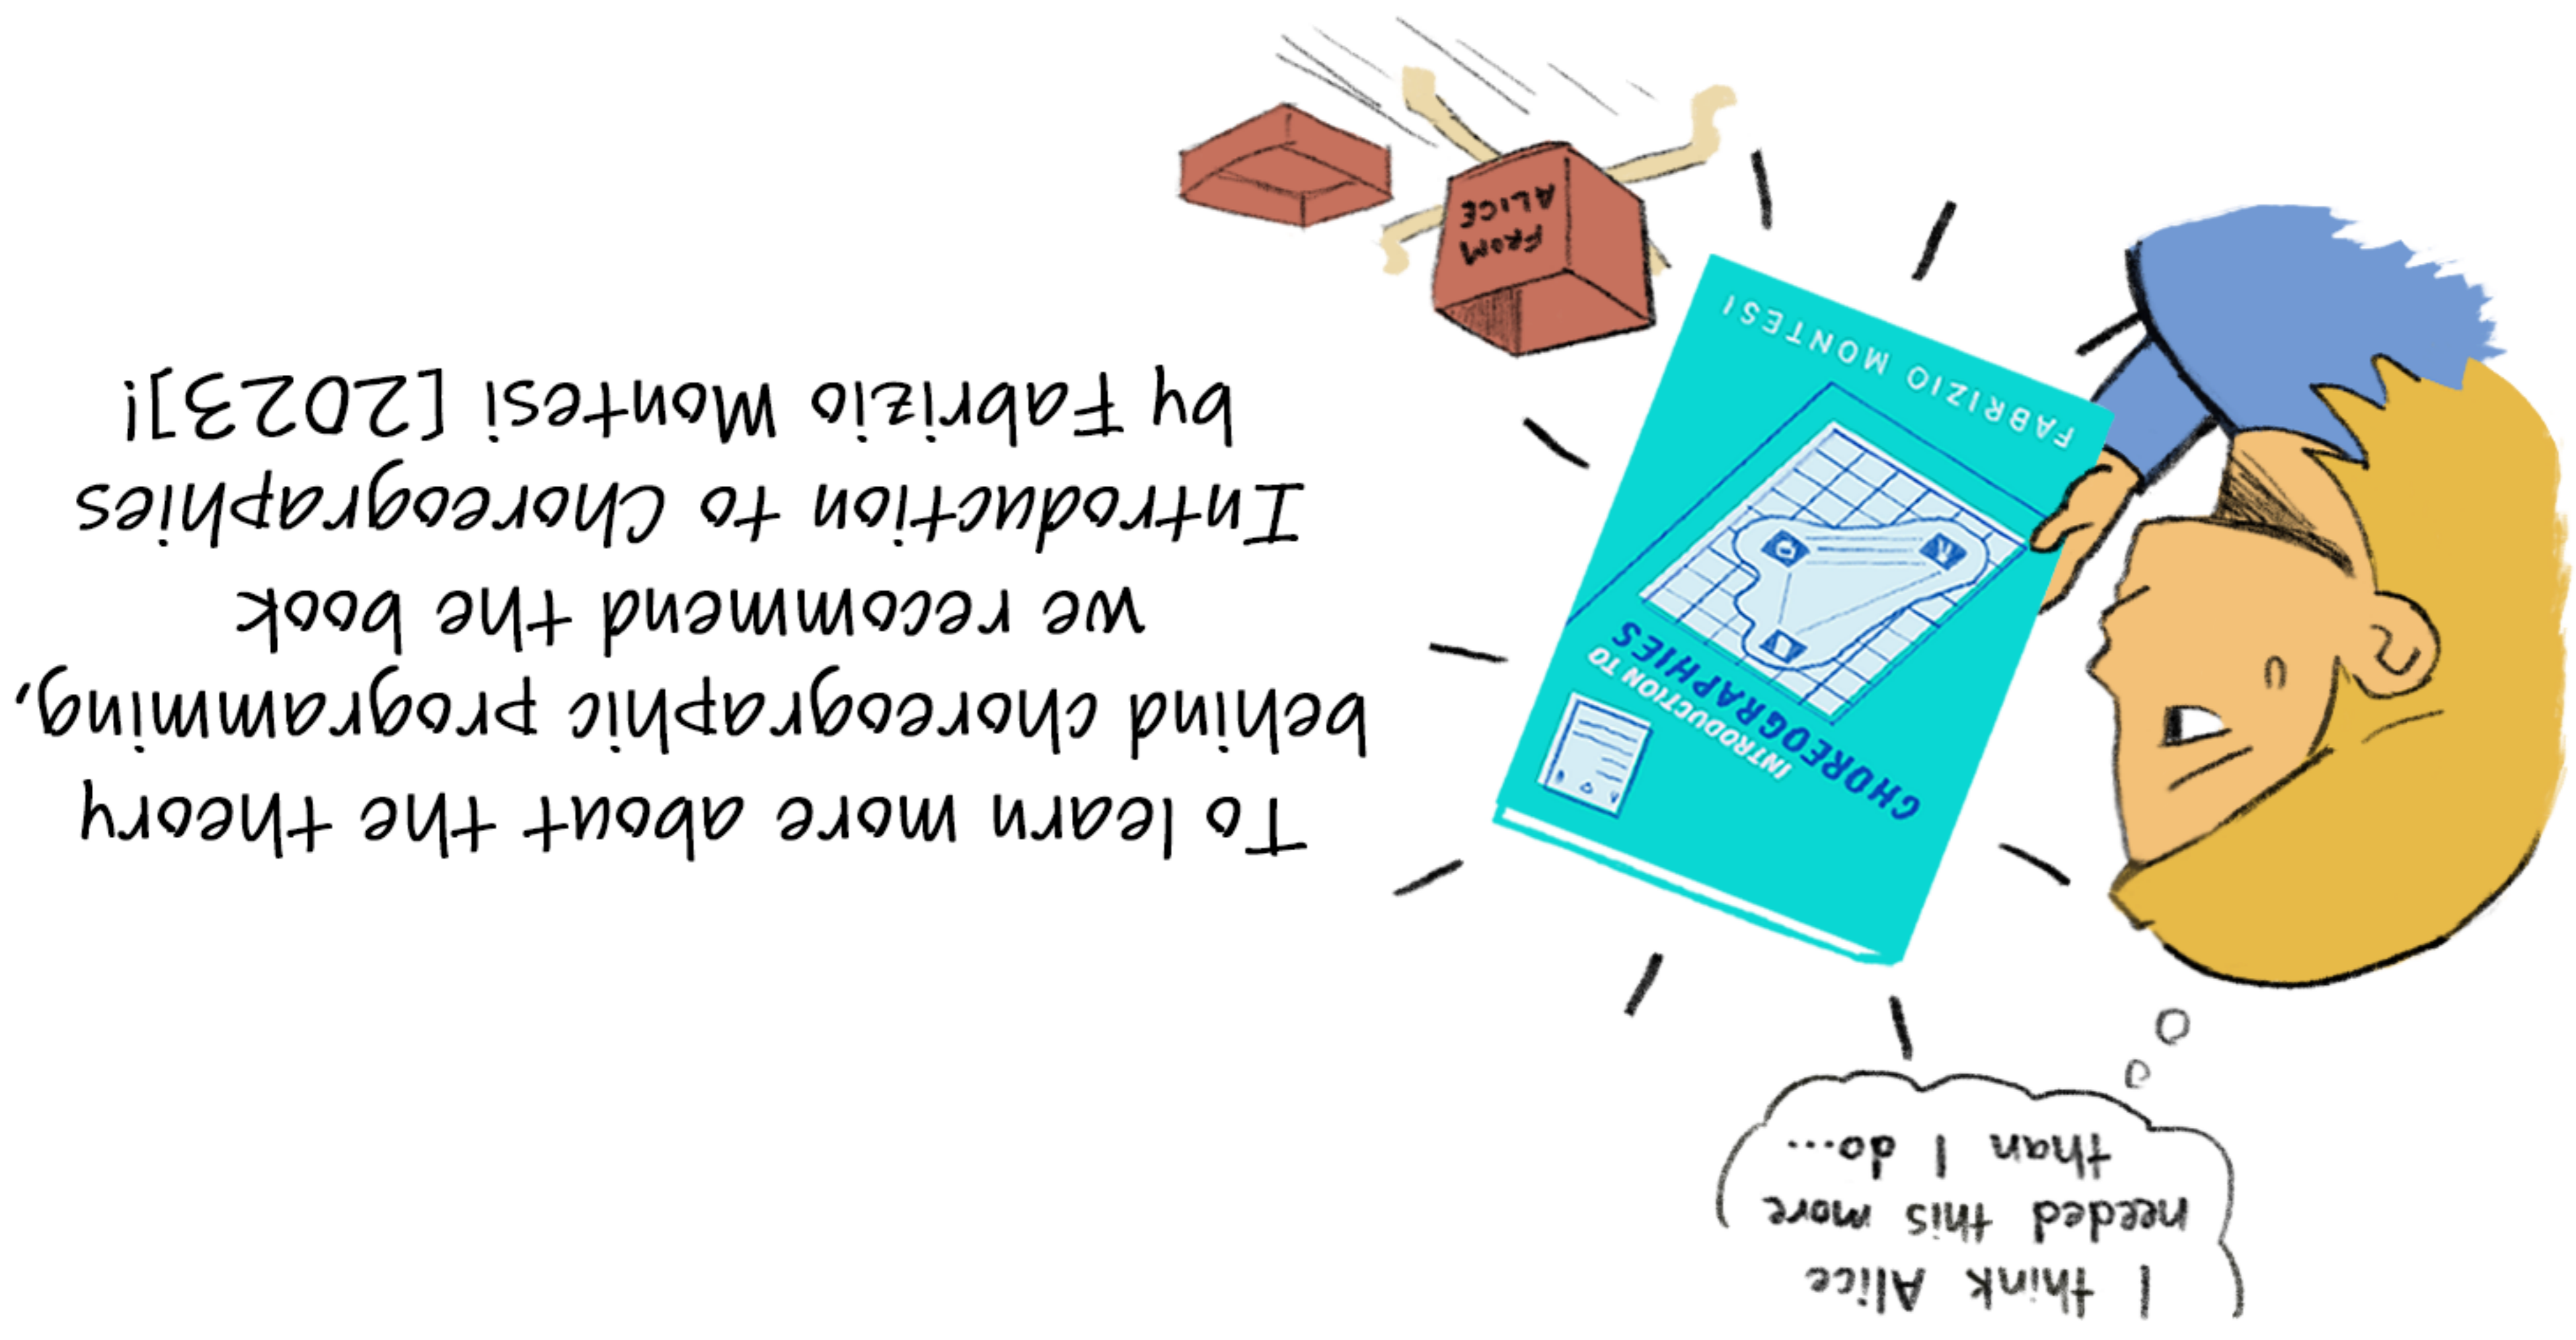 I think Alice
needed this more
than I do...
INTRODUCTION TO
CHOREOGRAPHIES
FABRIZIO MONTESI
FROM
ALICE
To learn more about the theory
behind choreographic programming,
we recommend the book
Introduction to Choreographies
by Fabrizio Montesi [2023]!